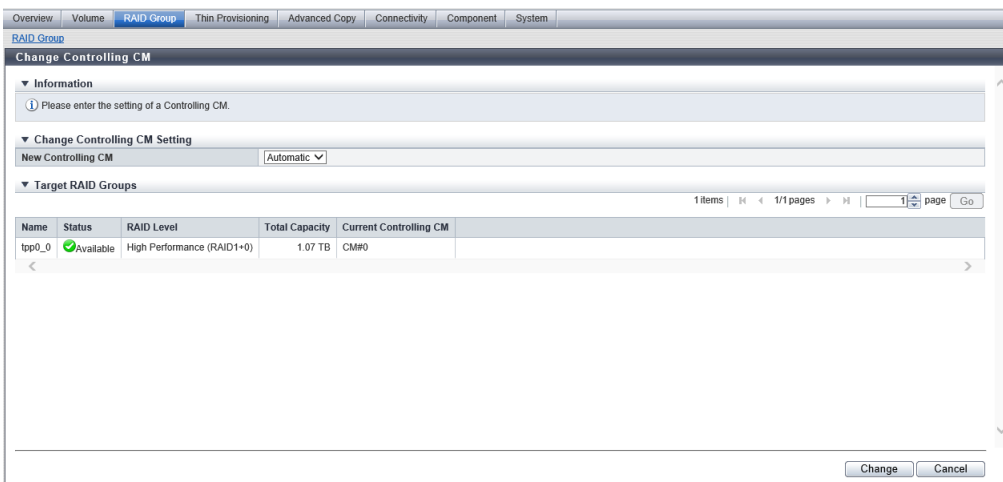 Overview Volume RAID Group Thin Provisioning Advanced Copy Connectivity Component System
RAID Group
Change Controlling CM
Information
Please enter the setting of a Controlling CM.
Change Controlling CM Setting
New Controlling CM Automatic
Target RAID Groups
1 items 1/1 pages 1 page Go
Name Status RAID Level Total Capacity Current Controlling CM
tpp0_0 Available High Performance (RAID1+0) 1.07 TB CM#0
Change Cancel